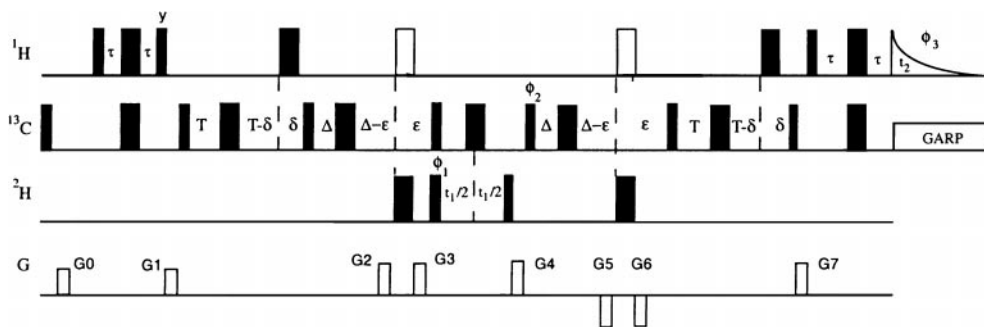 y
¹H τ τ ϕ₃ t₂
ϕ₂
¹³C T T-δ δ Δ Δ-ε ε Δ Δ-ε ε T T-δ δ GARP
ϕ₁
²H t₁/2 t₁/2
G G0 G1 G2 G3 G4 G5 G6 G7
τ τ